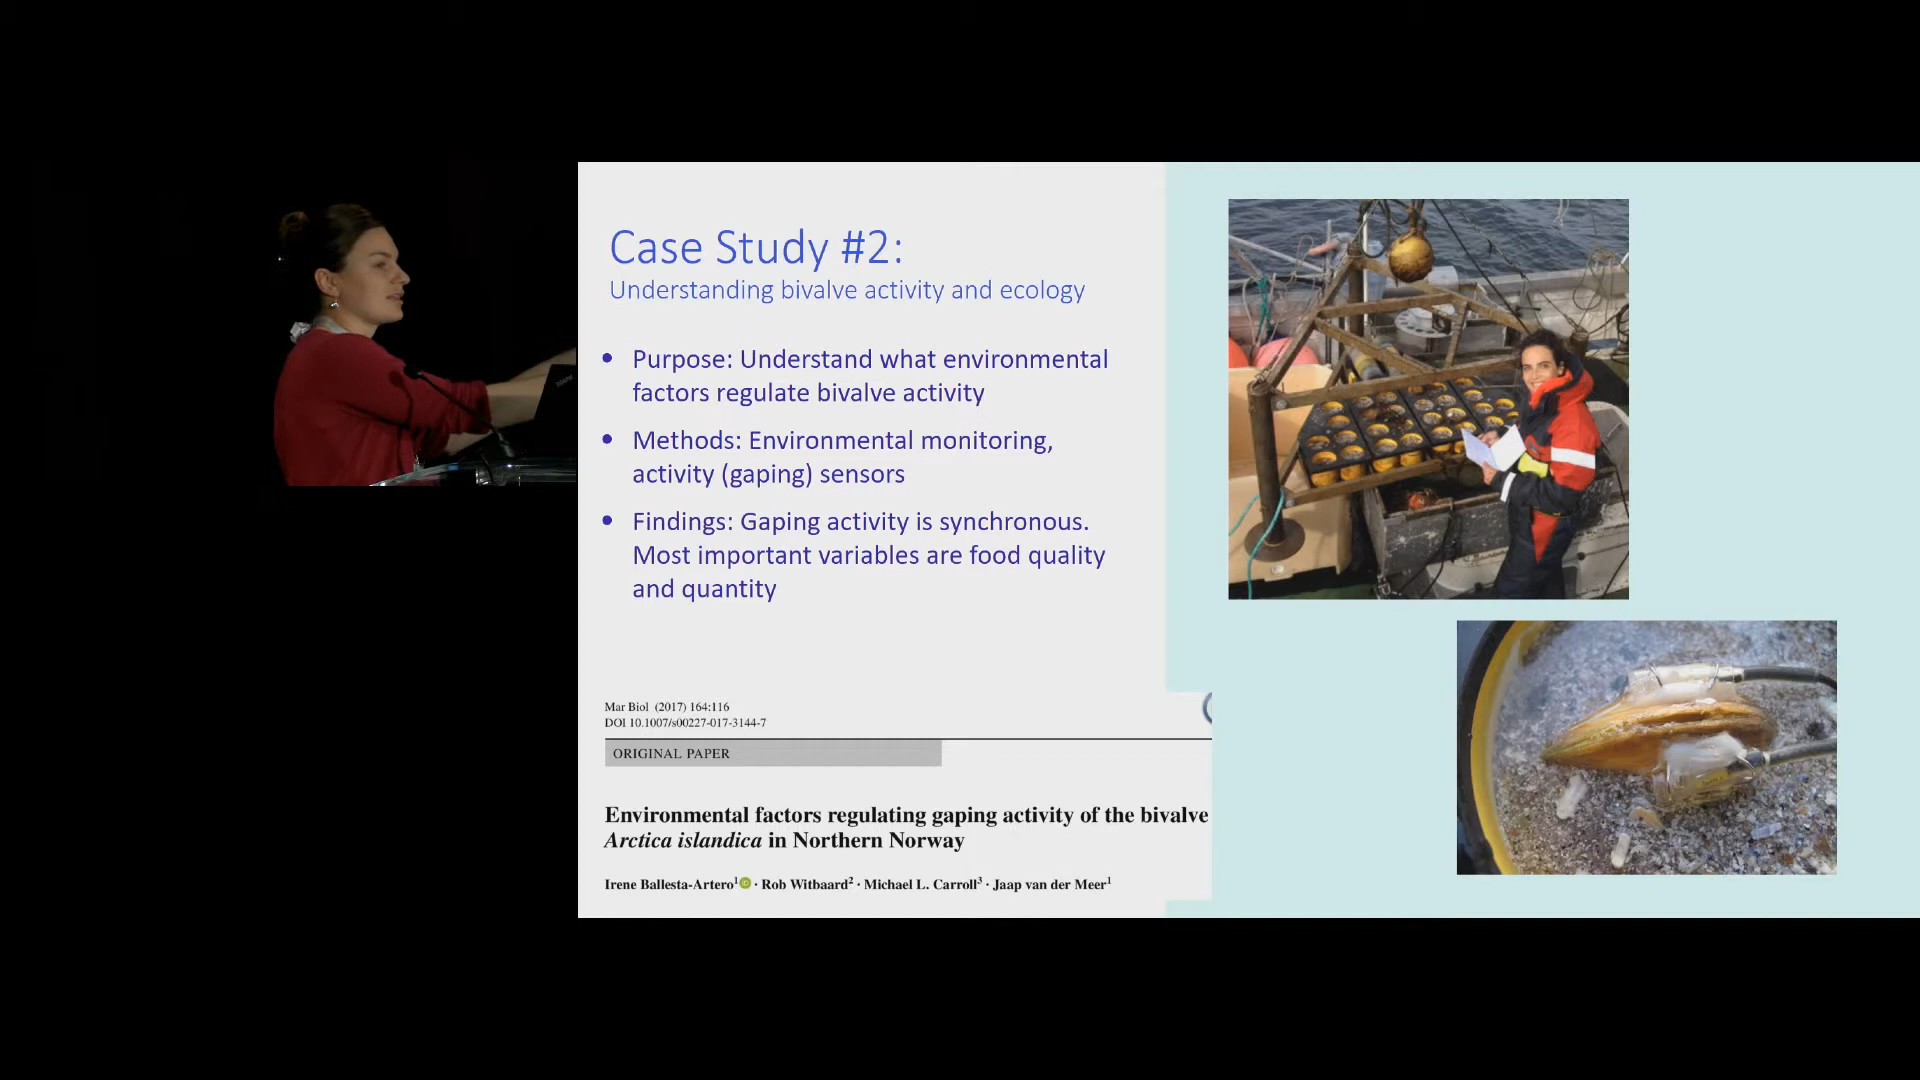 Case Study #2:
Understanding bivalve activity and ecology
• Purpose: Understand what environmental
factors regulate bivalve activity
• Methods: Environmental monitoring,
activity (gaping) sensors
• Findings: Gaping activity is synchronous.
Most important variables are food quality
and quantity
Mar Biol (2017) 164:116
DOI 10.1007/s00227-017-3144-7
ORIGINAL PAPER
Environmental factors regulating gaping activity of the bivalve
Arctica islandica in Northern Norway
Irene Ballesta-Artero1 · Rob Witbaard2 · Michael L. Carroll3 · Jaap van der Meer1